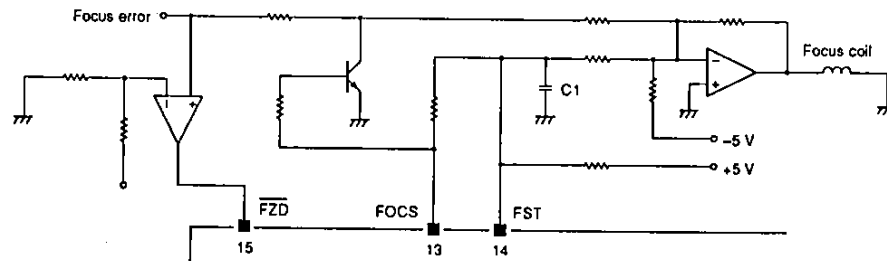 Focus error
Focus coil
C1
−5 V
+5 V
FZD
FOCS
FST
15
13
14